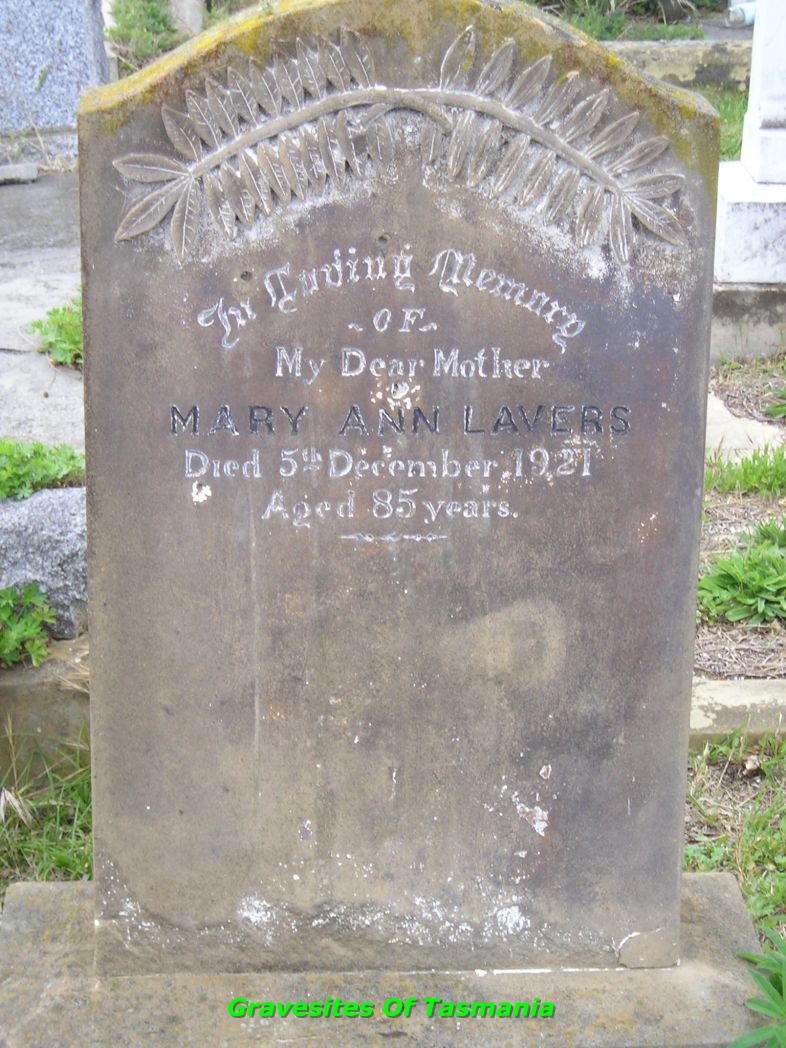 In Loving Memory
~ OF ~
My Dear Mother
MARY ANN LAVERS
Died 5th December, 1921
Aged 85 years.
Gravesites Of Tasmania